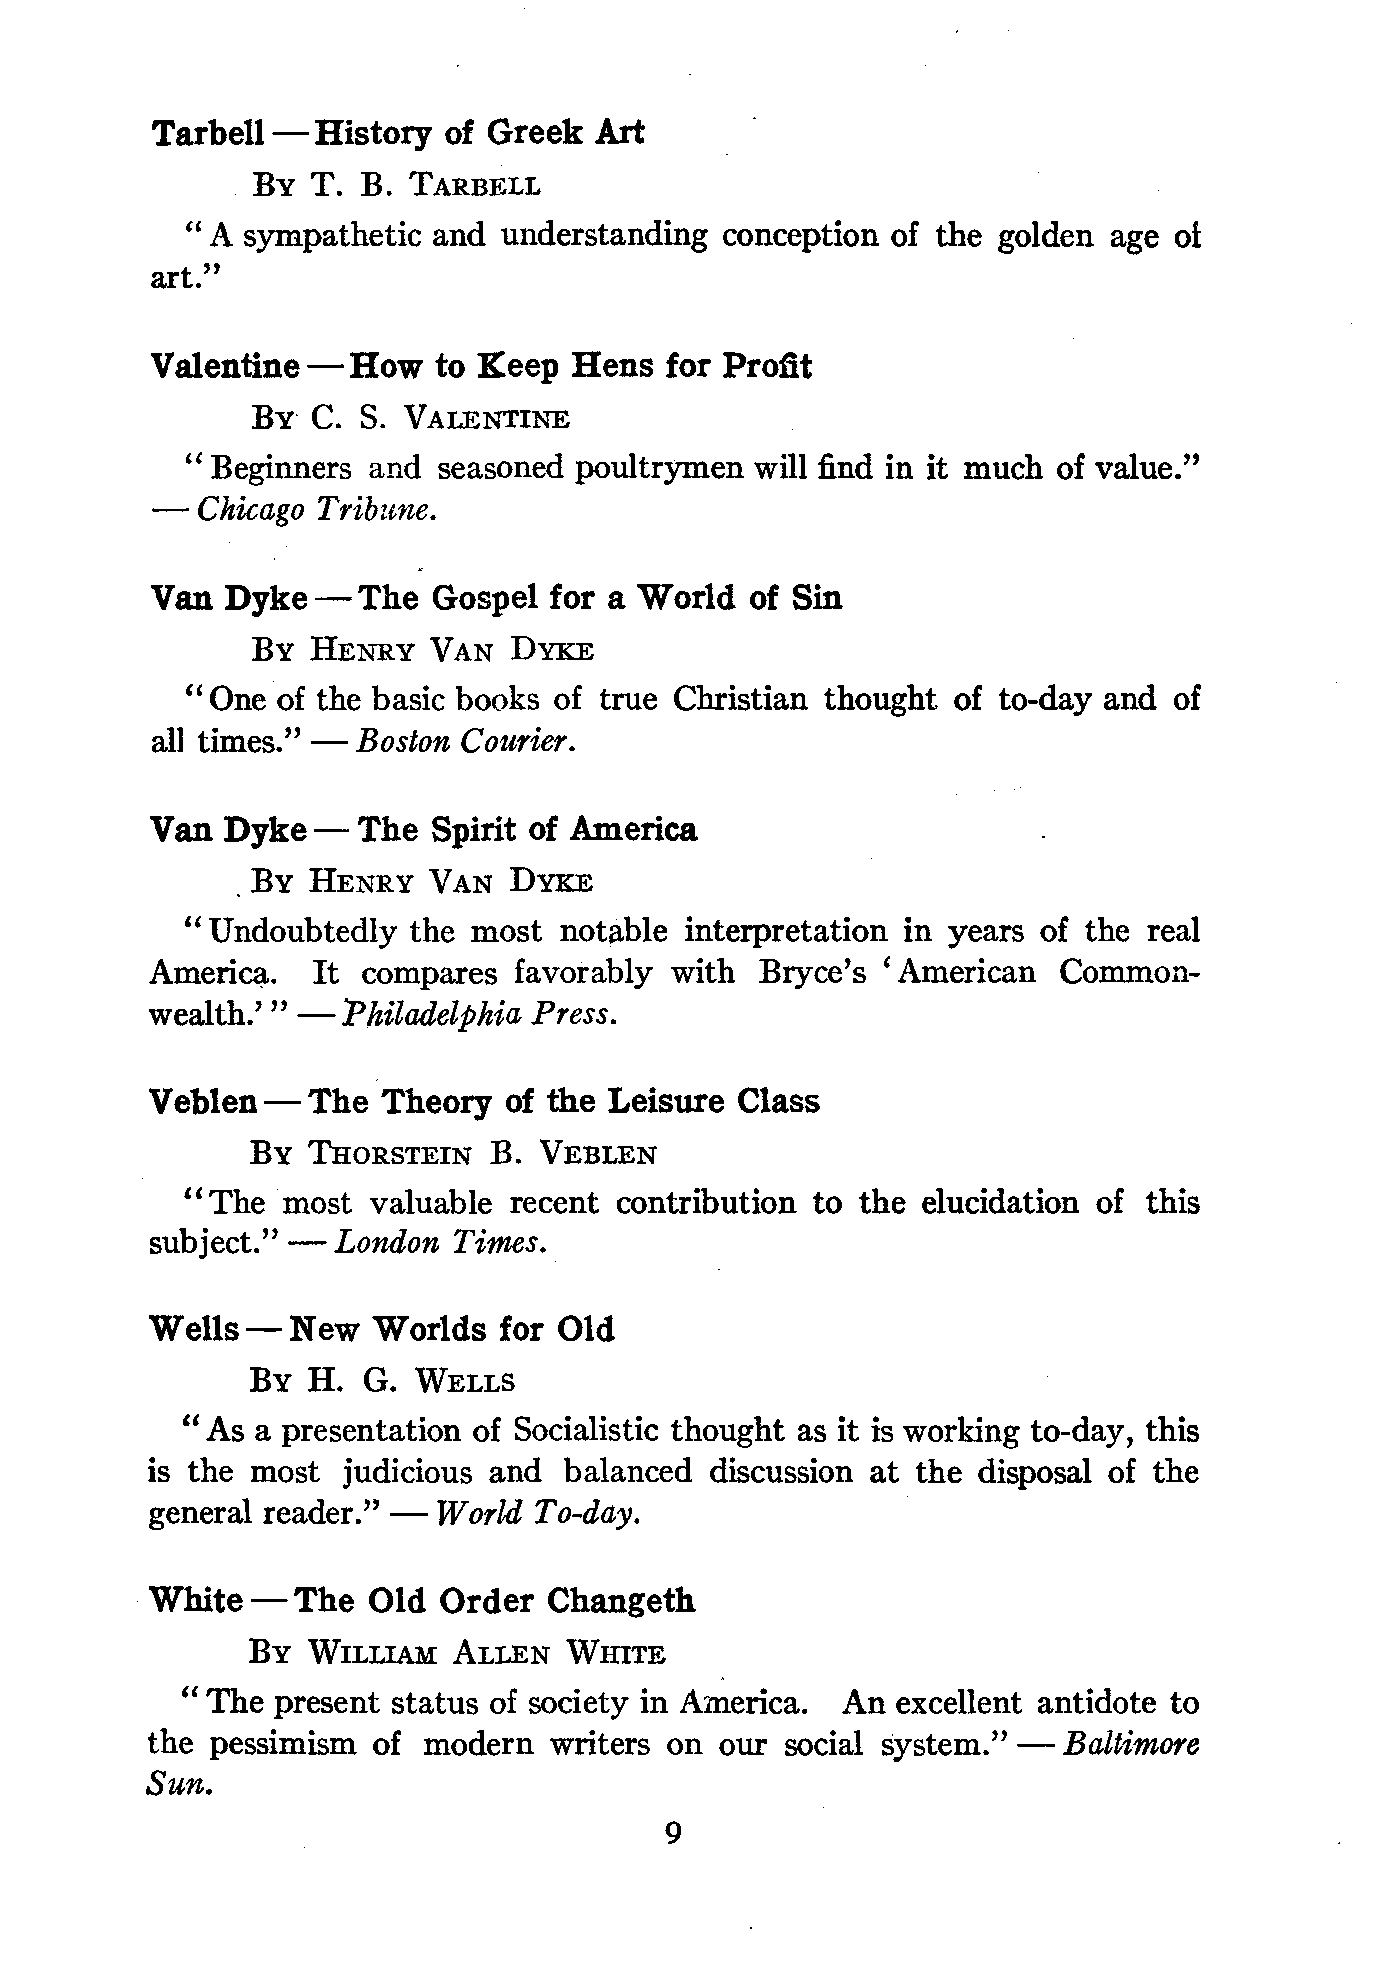 Tarbell — History of Greek Art
By T. B. Tarbell
“A sympathetic and understanding conception of the golden age of
art.”
Valentine — How to Keep Hens for Profit
By C. S. Valentine
“Beginners and seasoned poultrymen will find in it much of value.”
— Chicago Tribune.
Van Dyke — The Gospel for a World of Sin
By Henry Van Dyke
“One of the basic books of true Christian thought of to-day and of
all times.” — Boston Courier.
Van Dyke — The Spirit of America
By Henry Van Dyke
“Undoubtedly the most notable interpretation in years of the real
America. It compares favorably with Bryce’s ‘American Common-
wealth.’” — Philadelphia Press.
Veblen — The Theory of the Leisure Class
By Thorstein B. Veblen
“The most valuable recent contribution to the elucidation of this
subject.” — London Times.
Wells — New Worlds for Old
By H. G. Wells
“As a presentation of Socialistic thought as it is working to-day, this
is the most judicious and balanced discussion at the disposal of the
general reader.” — World To-day.
White — The Old Order Changeth
By William Allen White
“The present status of society in America. An excellent antidote to
the pessimism of modern writers on our social system.” — Baltimore
Sun.
9